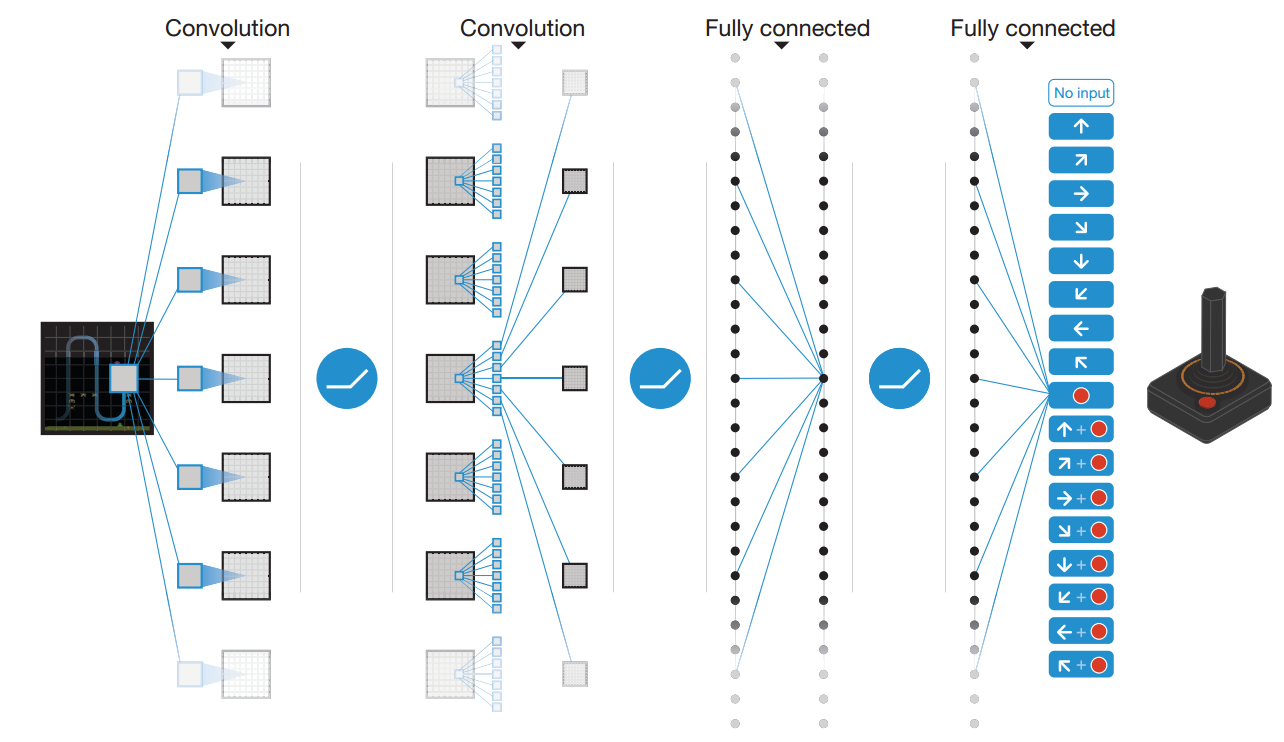 Convolution
Convolution
Fully connected
Fully connected
No input
+
+
+
+
+
+
+
+